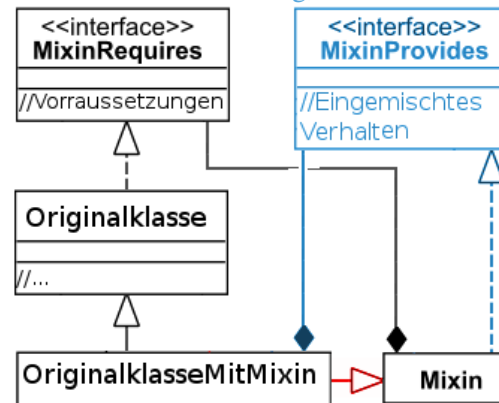 <<interface>>
MixinRequires
//Vorraussetzungen
<<interface>>
MixinProvides
//Eingemischtes
Verhalten
Originalklasse
//...
OriginalklasseMitMixin
Mixin